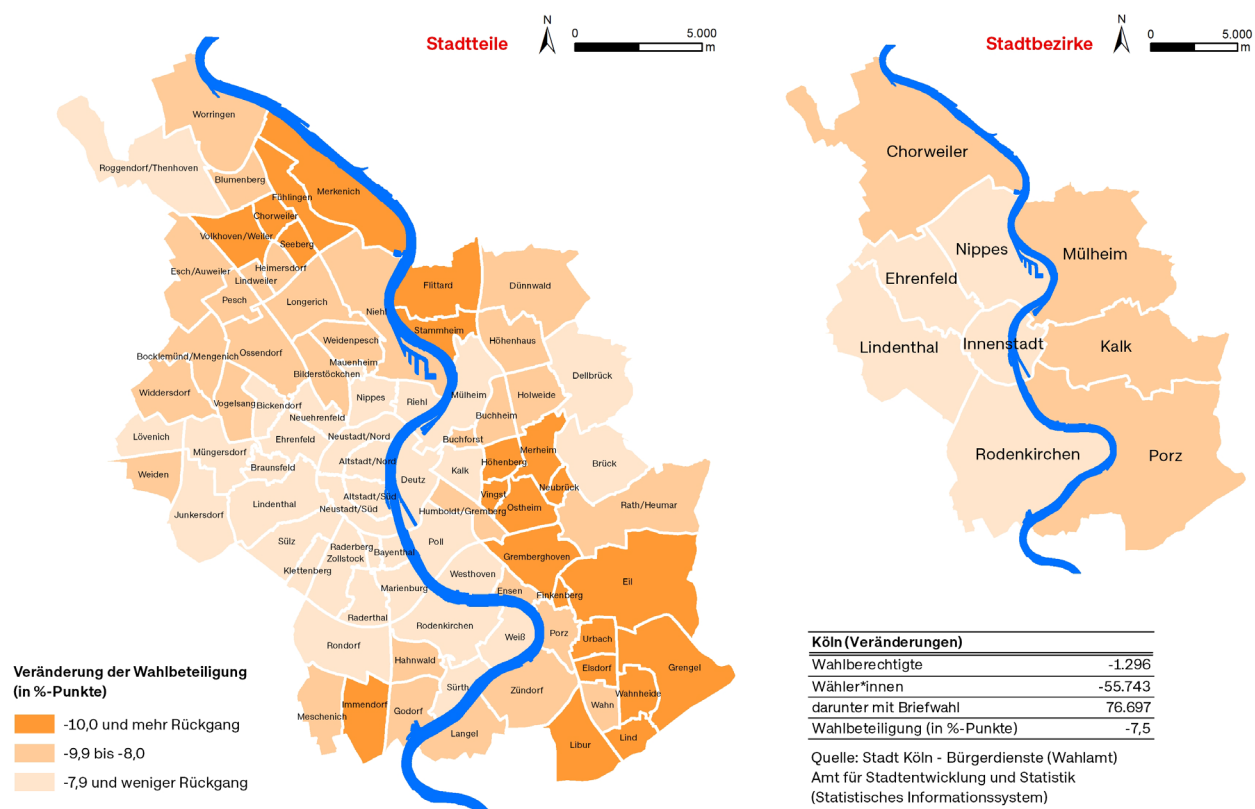 Stadtteile
N
0
5.000
m
Stadtbezirke
N
0
5.000
m
Worringen
Roggendorf/Thenhoven
Blumenberg
Fühlingen
Merkenich
Chorweiler
Volkhoven/Weiler
Seeberg
Esch/Auweiler
Heimersdorf
Lindweiler
Pesch
Longerich
Niehl
Flittard
Dünnwald
Stammheim
Höhenhaus
Weidenpesch
Bocklemünd/Mengenich
Ossendorf
Mauenheim
Bilderstöckchen
Dellbrück
Widdersdorf
Vogelsang
Bickendorf
Nippes
Riehl
Mülheim
Holweide
Neuehrenfeld
Buchheim
Lövenich
Ehrenfeld
Neustadt/Nord
Buchforst
Müngersdorf
Merheim
Weiden
Braunsfeld
Altstadt/Nord
Kalk
Höhenberg
Brück
Deutz
Neubrück
Junkersdorf
Lindenthal
Altstadt/Süd
Neustadt/Süd
Vingst
Ostheim
Humboldt/Gremberg
Rath/Heumar
Sülz
Raderberg
Zollstock
Bayenthal
Poll
Gremberghoven
Klettenberg
Westhoven
Eil
Marienburg
Ensen
Finkenberg
Raderthal
Rodenkirchen
Weiß
Porz
Urbach
Rondorf
Hahnwald
Elsdorf
Grengel
Sürth
Zündorf
Wahnheide
Immendorf
Wahn
Meschenich
Godorf
Langel
Libur
Lind
Veränderung der Wahlbeteiligung
(in %-Punkte)
-10,0 und mehr Rückgang
-9,9 bis -8,0
-7,9 und weniger Rückgang
Chorweiler
Nippes
Mülheim
Ehrenfeld
Lindenthal
Innenstadt
Kalk
Rodenkirchen
Porz
Köln (Veränderungen)
Wahlberechtigte -1.296
Wähler*innen -55.743
darunter mit Briefwahl 76.697
Wahlbeteiligung (in %-Punkte) -7,5
Quelle: Stadt Köln - Bürgerdienste (Wahlamt)
Amt für Stadtentwicklung und Statistik
(Statistisches Informationssystem)